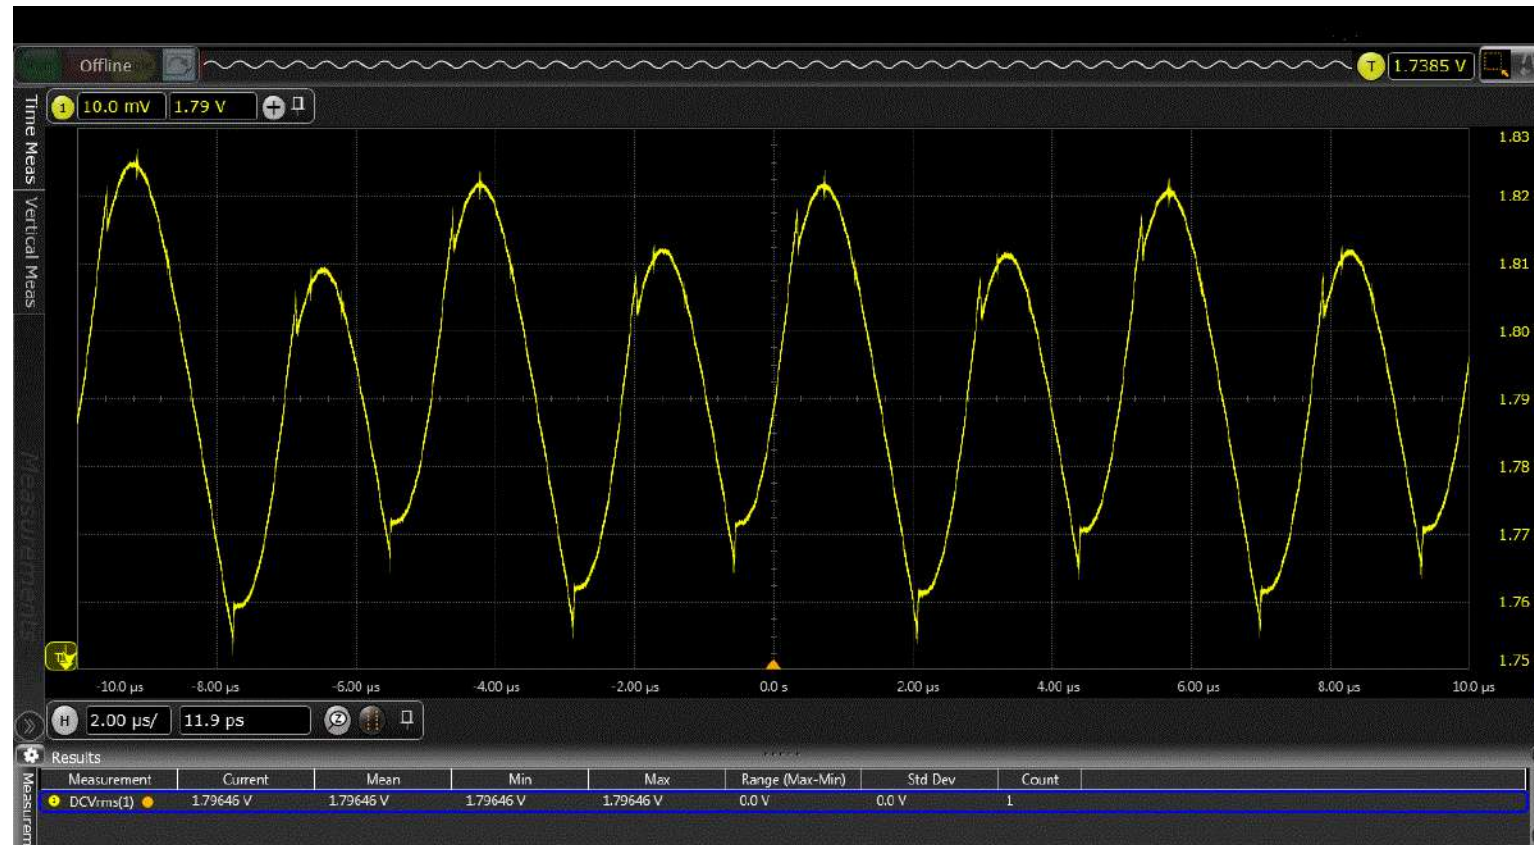 Offline
T 1.7385 V
1 10.0 mV 1.79 V
Time Meas
Vertical Meas
Measurements
1.83
1.82
1.81
1.80
1.79
1.78
1.77
1.76
1.75
-10.0 µs -8.00 µs -6.00 µs -4.00 µs -2.00 µs 0.0 s 2.00 µs 4.00 µs 6.00 µs 8.00 µs 10.0 µs
H 2.00 µs/ 11.9 ps Z
Results
Measurement Current Mean Min Max Range (Max-Min) Std Dev Count
DCVrms(1) 1.79646 V 1.79646 V 1.79646 V 1.79646 V 0.0 V 0.0 V 1
Measurem